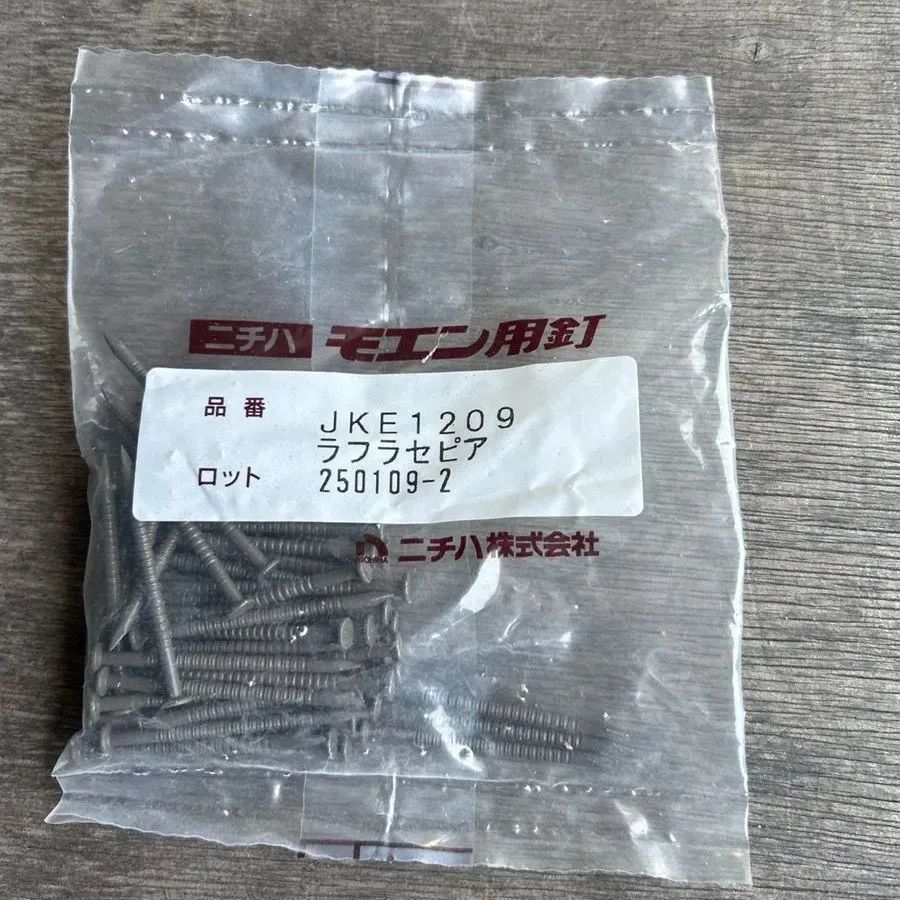 ニチハ モエン用釘
品番 JKE1209
ラフラセピア
ロット 250109-2
NICHIHA ニチハ株式会社